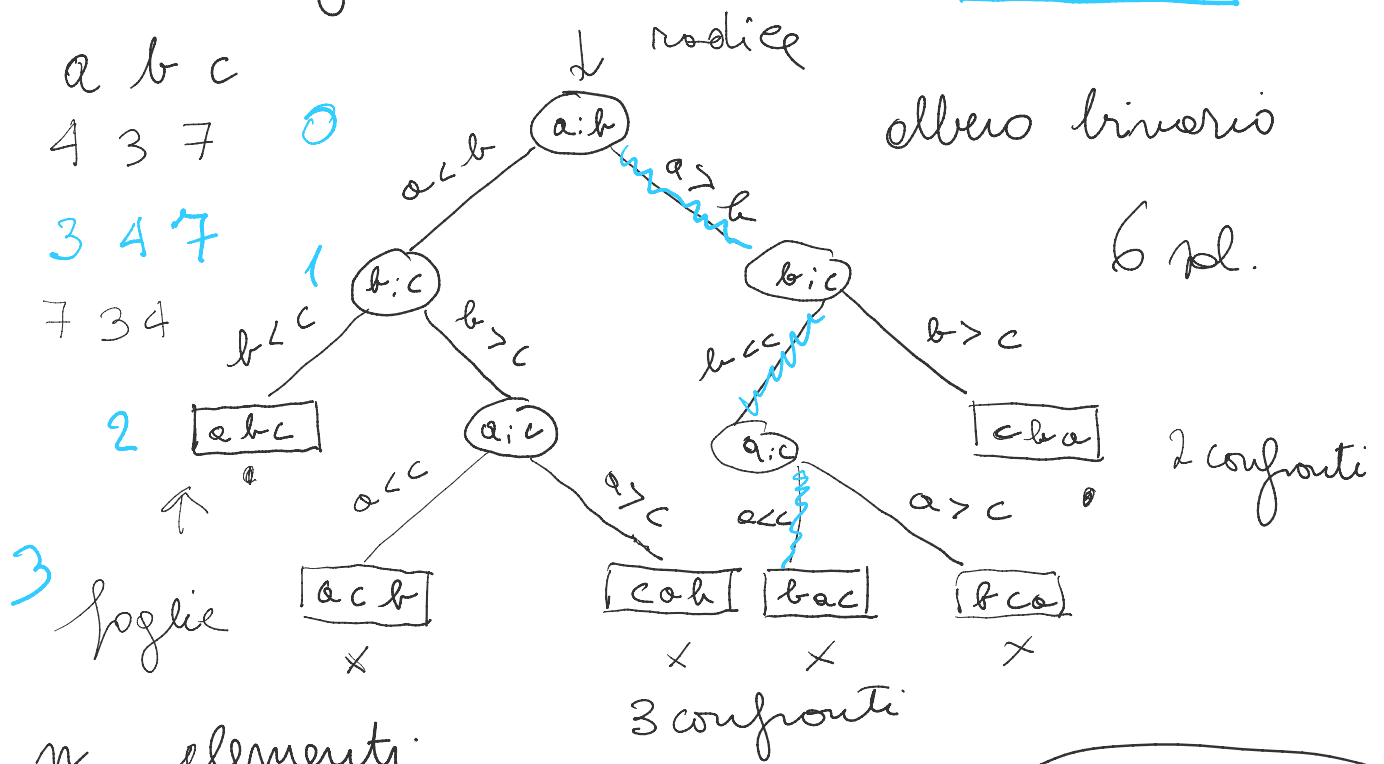 radice
a b c
4 3 7
0
a:b
albero binario
a < b
a > b
3 4 7
1
b:c
b:c
6 sol.
7 3 4
b < c
b > c
b < c
b > c
2
a b c
a:c
a:c
c b a
2 confronti
a < c
a > c
a < c
a > c
3
foglie
a c b
c a b
b a c
b c a
x
x
x
x
3 confronti
n elementi